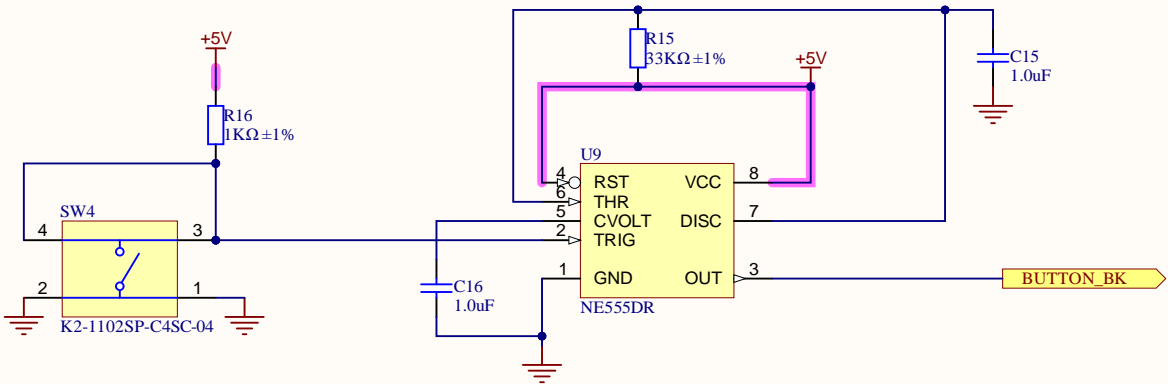 +5V
R15
33KΩ±1%
+5V
C15
1.0uF
R16
1KΩ±1%
U9
4
RST
VCC
8
6
THR
SW4
5
CVOLT
DISC
7
4
3
2
TRIG
1
GND
OUT
3
BUTTON_BK
C16
1.0uF
2
1
NE555DR
K2-1102SP-C4SC-04